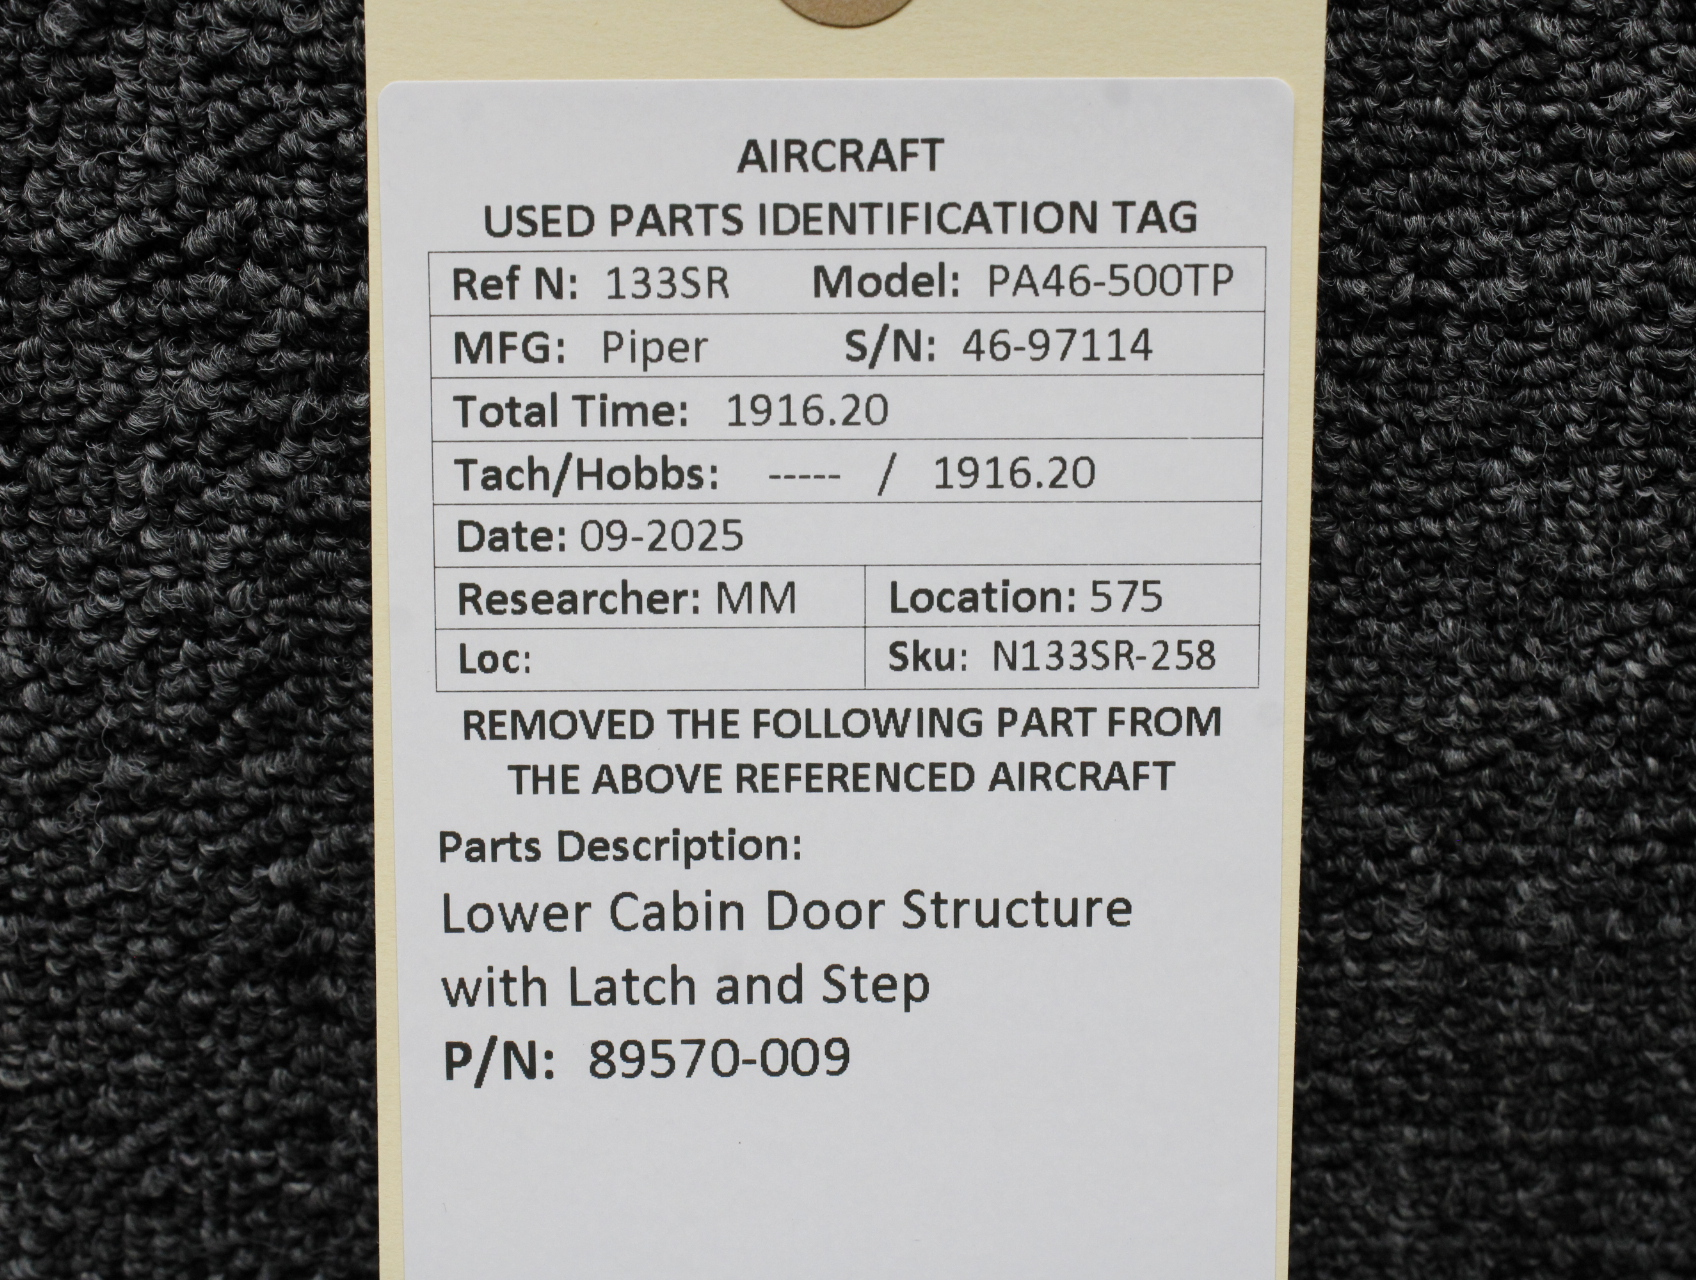 AIRCRAFT
USED PARTS IDENTIFICATION TAG
Ref N: 133SR Model: PA46-500TP
MFG: Piper S/N: 46-97114
Total Time: 1916.20
Tach/Hobbs: ----- / 1916.20
Date: 09-2025
Researcher: MM Location: 575
Loc: Sku: N133SR-258
REMOVED THE FOLLOWING PART FROM
THE ABOVE REFERENCED AIRCRAFT
Parts Description:
Lower Cabin Door Structure
with Latch and Step
P/N: 89570-009